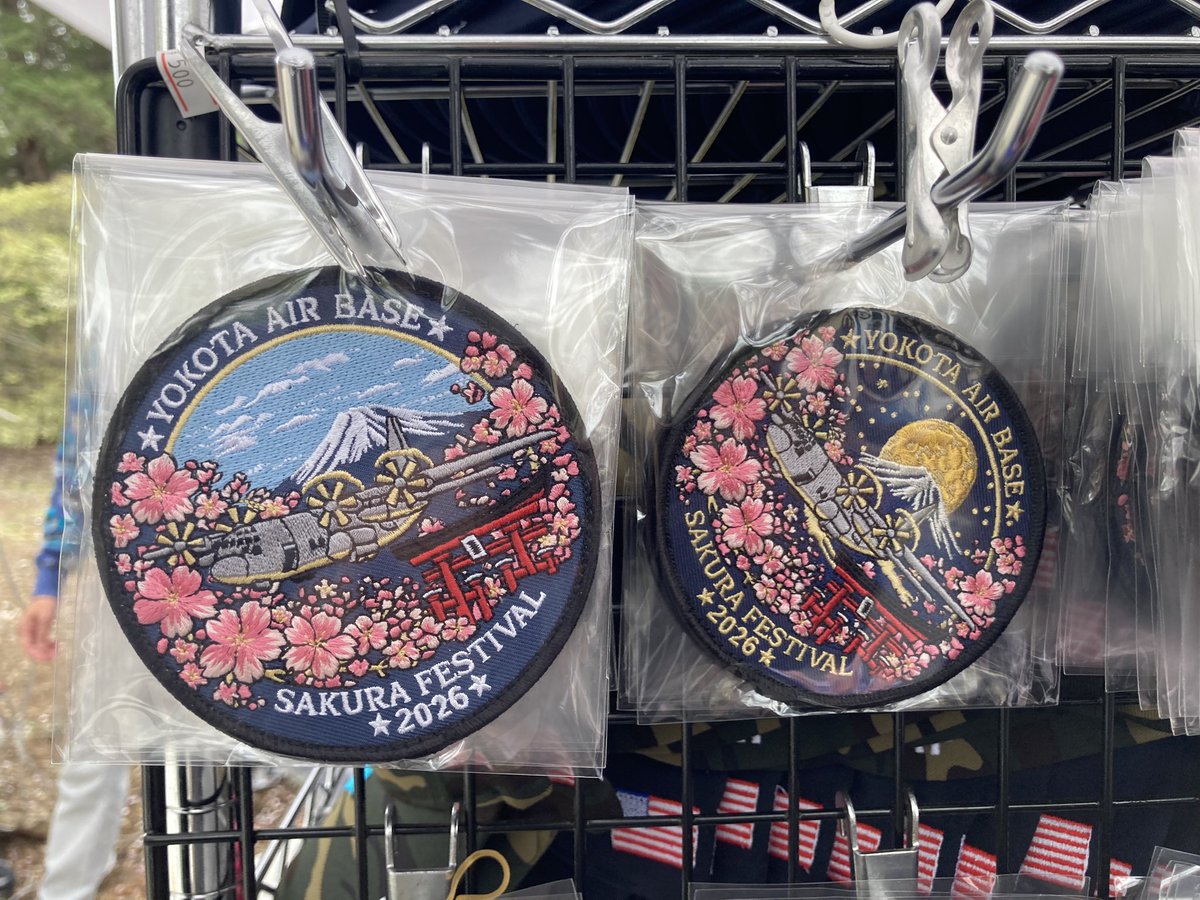 500
YOKOTA AIR BASE
SAKURA FESTIVAL
2026
YOKOTA AIR BASE
SAKURA FESTIVAL
2026